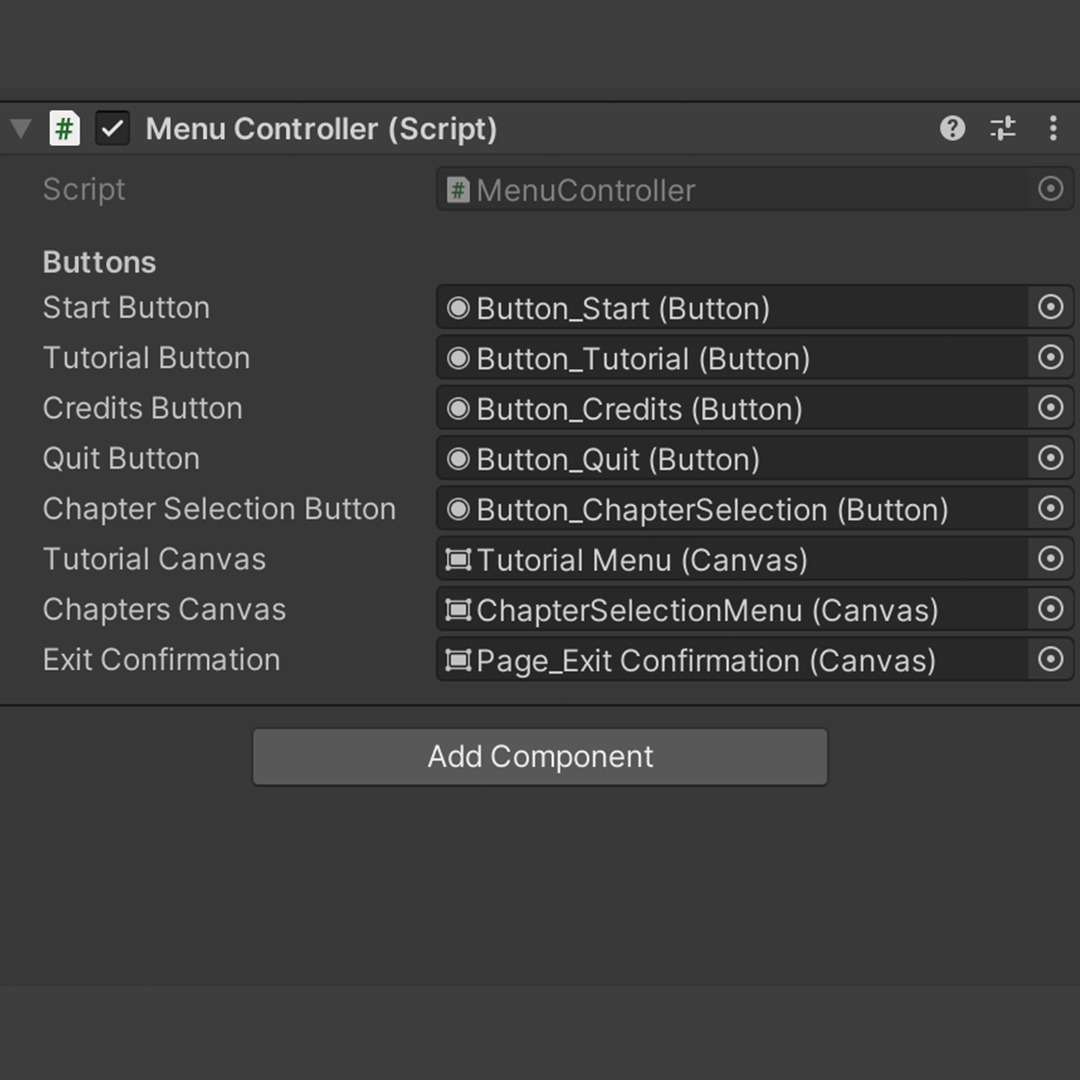 Menu Controller (Script)
Script MenuController
Buttons
Start Button Button_Start (Button)
Tutorial Button Button_Tutorial (Button)
Credits Button Button_Credits (Button)
Quit Button Button_Quit (Button)
Chapter Selection Button Button_ChapterSelection (Button)
Tutorial Canvas Tutorial Menu (Canvas)
Chapters Canvas ChapterSelectionMenu (Canvas)
Exit Confirmation Page_Exit Confirmation (Canvas)
Add Component